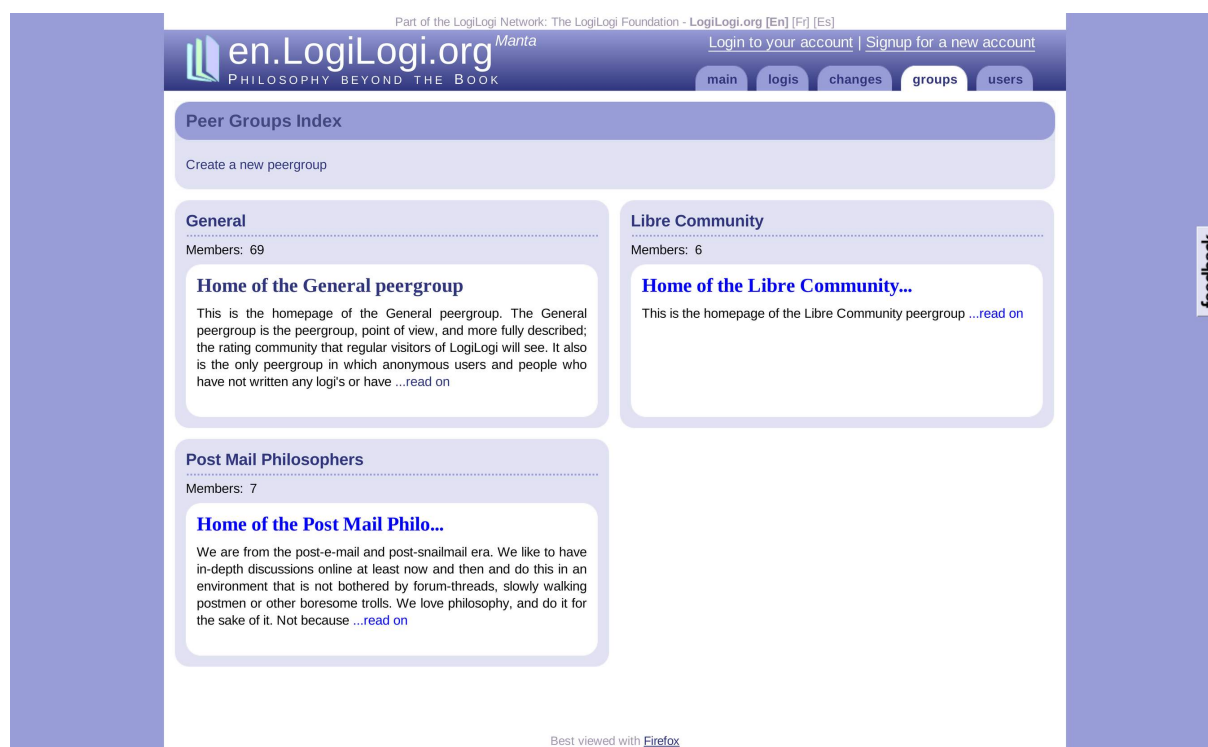 Part of the LogiLogi Network: The LogiLogi Foundation - LogiLogi.org [En] [Fr] [Es]
en.LogiLogi.org Manta
Philosophy beyond the Book
Login to your account | Signup for a new account
main logis changes groups users
Peer Groups Index
Create a new peergroup
General
Members: 69
Home of the General peergroup
This is the homepage of the General peergroup. The General
peergroup is the peergroup, point of view, and more fully described;
the rating community that regular visitors of LogiLogi will see. It also
is the only peergroup in which anonymous users and people who
have not written any logi's or have ...read on
Libre Community
Members: 6
Home of the Libre Community...
This is the homepage of the Libre Community peergroup ...read on
Post Mail Philosophers
Members: 7
Home of the Post Mail Philo...
We are from the post-e-mail and post-snailmail era. We like to have
in-depth discussions online at least now and then and do this in an
environment that is not bothered by forum-threads, slowly walking
postmen or other boresome trolls. We love philosophy, and do it for
the sake of it. Not because ...read on
feedback
Best viewed with Firefox